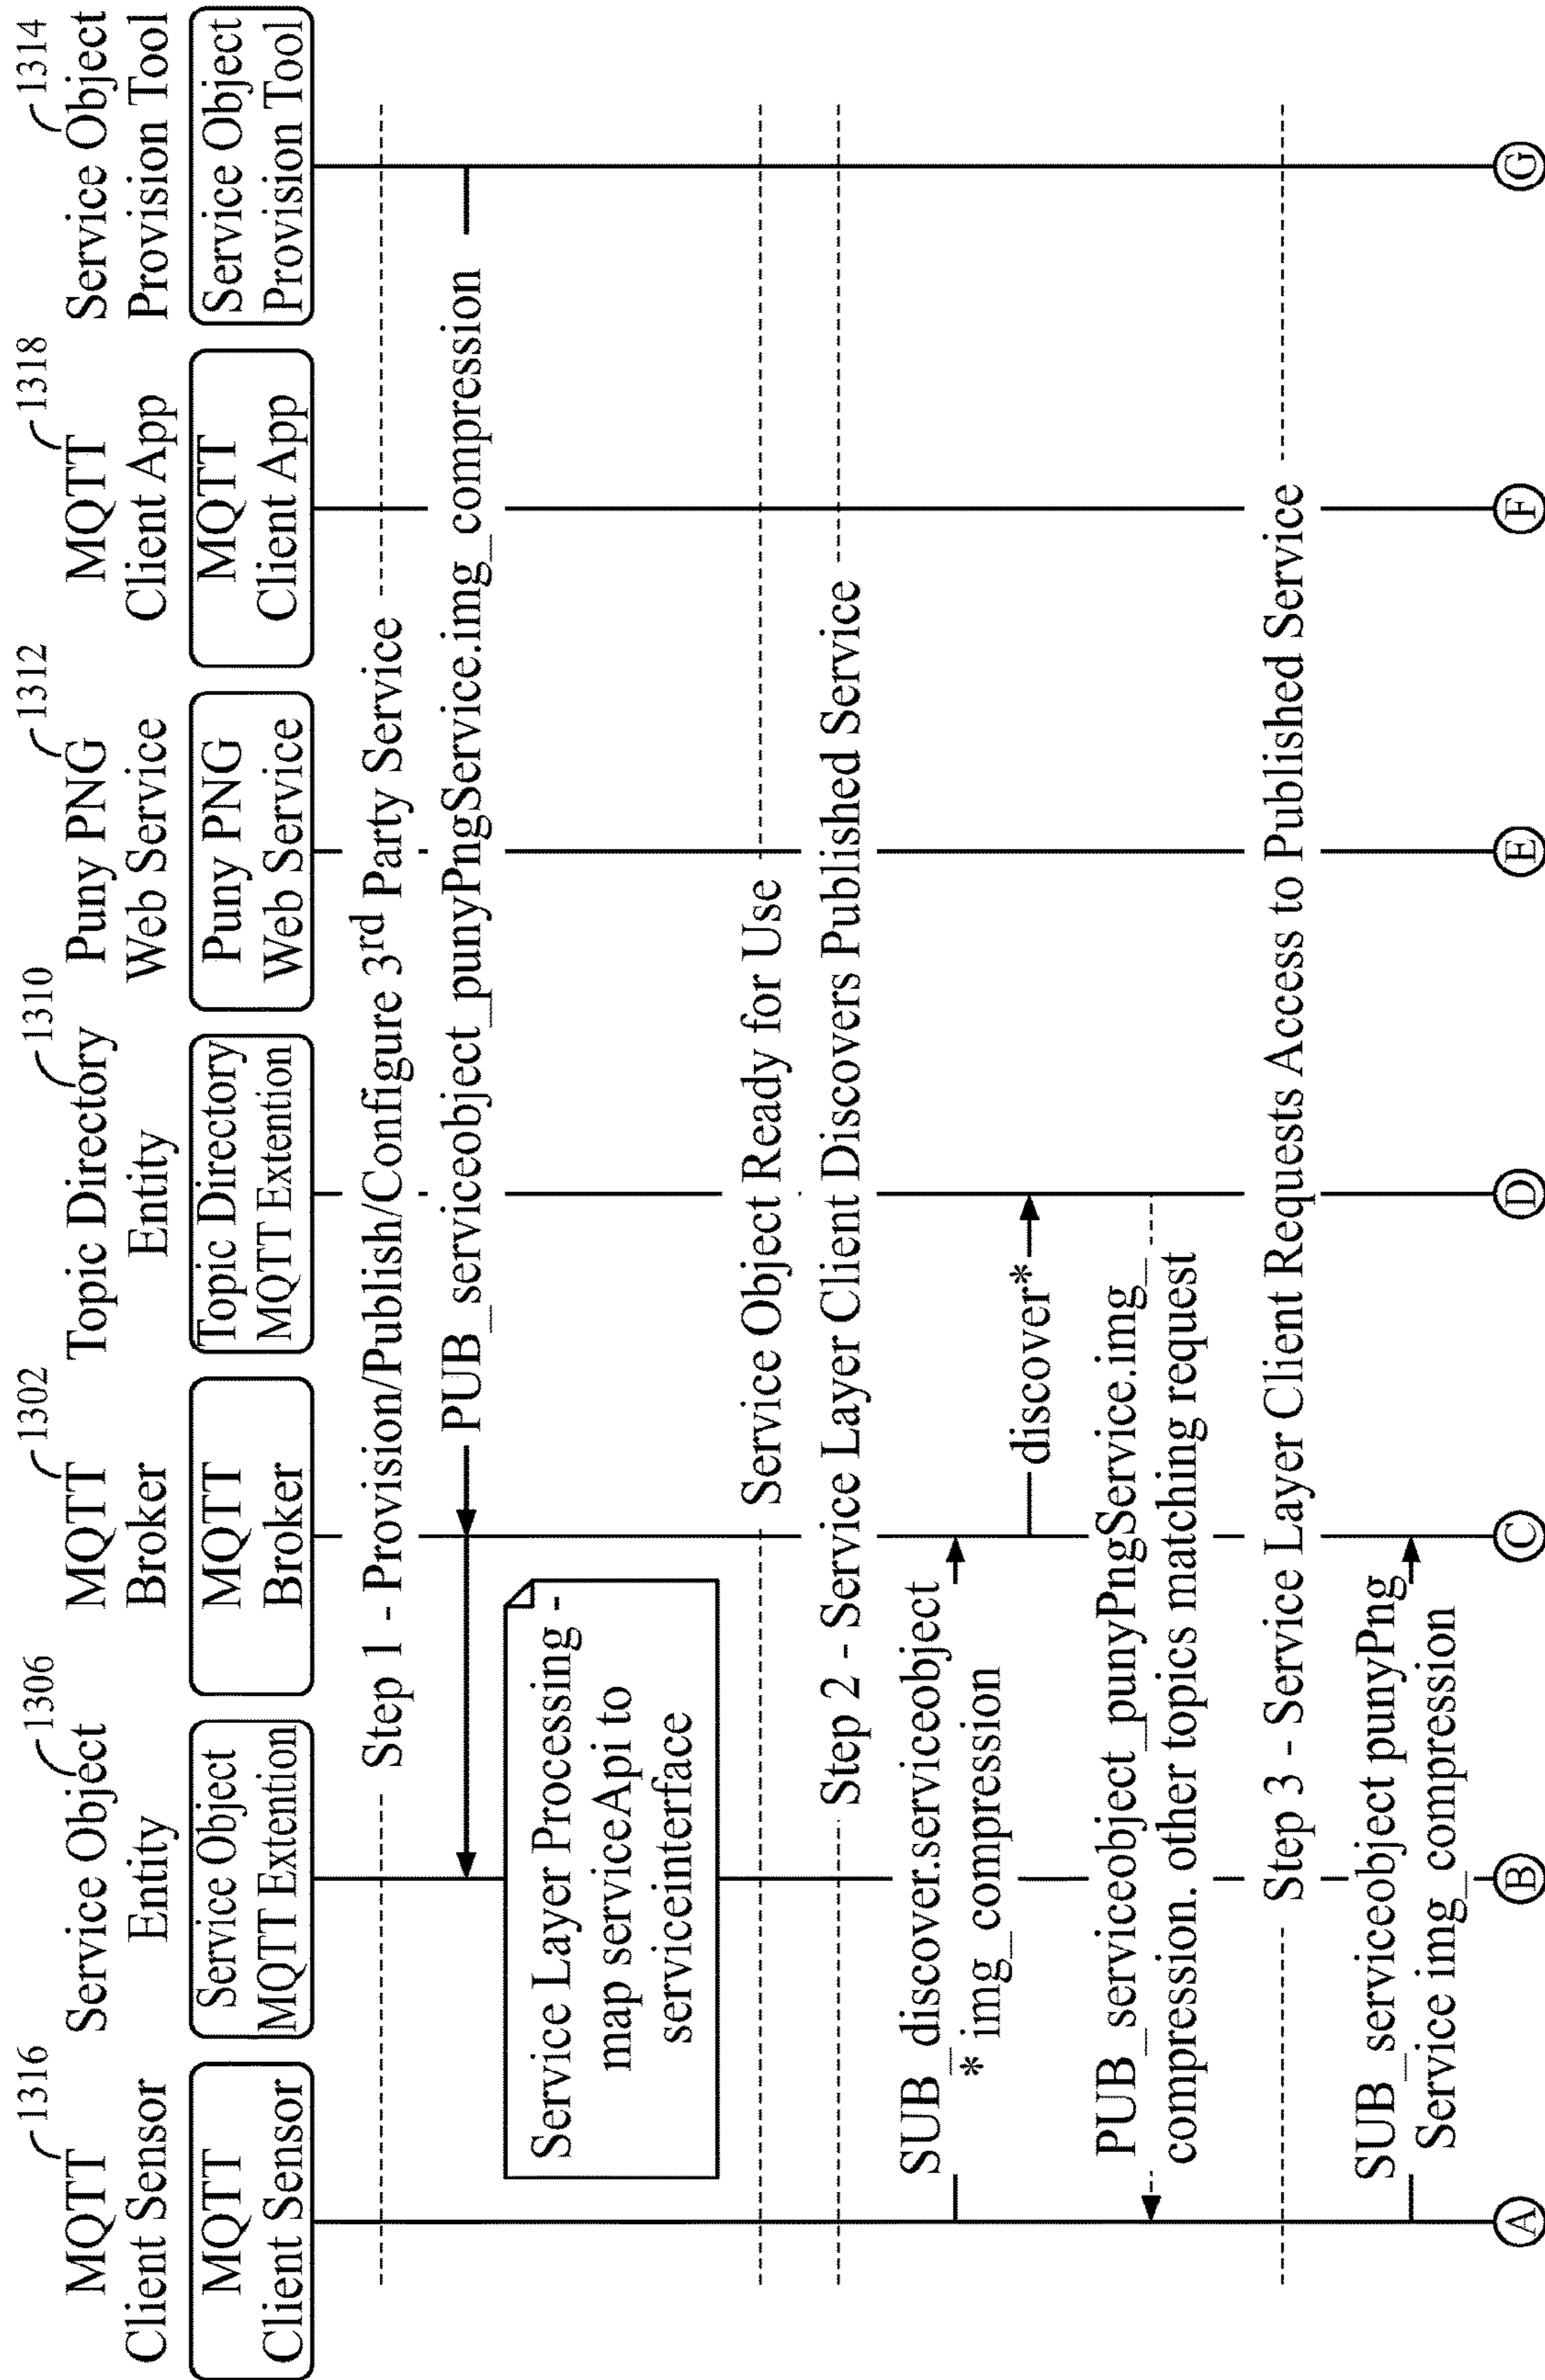 1316
MQTT
Client Sensor
1306
Service Object
Entity
1302
MQTT
Broker
1310
Topic Directory
Entity
1312
Puny PNG
Web Service
1318
MQTT
Client App
1314
Service Object
Provision Tool
MQTT
Client Sensor
Service Object
MQTT Extention
MQTT
Broker
Topic Directory
MQTT Extention
Puny PNG
Web Service
MQTT
Client App
Service Object
Provision Tool
Step 1 - Provision/Publish/Configure 3rd Party Service
PUB_serviceobject_punyPngService.img_compression
Service Layer Processing -
map serviceApi to
serviceinterface
Service Object Ready for Use
Step 2 - Service Layer Client Discovers Published Service
SUB_discover.serviceobject
* img_compression
discover*
PUB_serviceobject_punyPngService.img_
compression. other topics matching request
Step 3 - Service Layer Client Requests Access to Published Service
SUB_serviceobject punyPng
Service img_compression
A
B
C
D
E
F
G